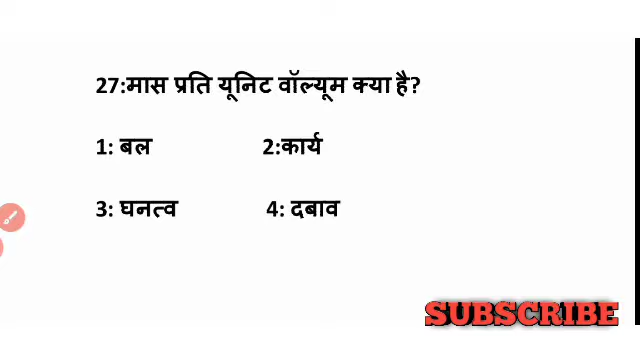 27:मास प्रति यूनिट वॉल्यूम क्या है?
1: बल 2:कार्य
3: घनत्व 4: दबाव
SUBSCRIBE